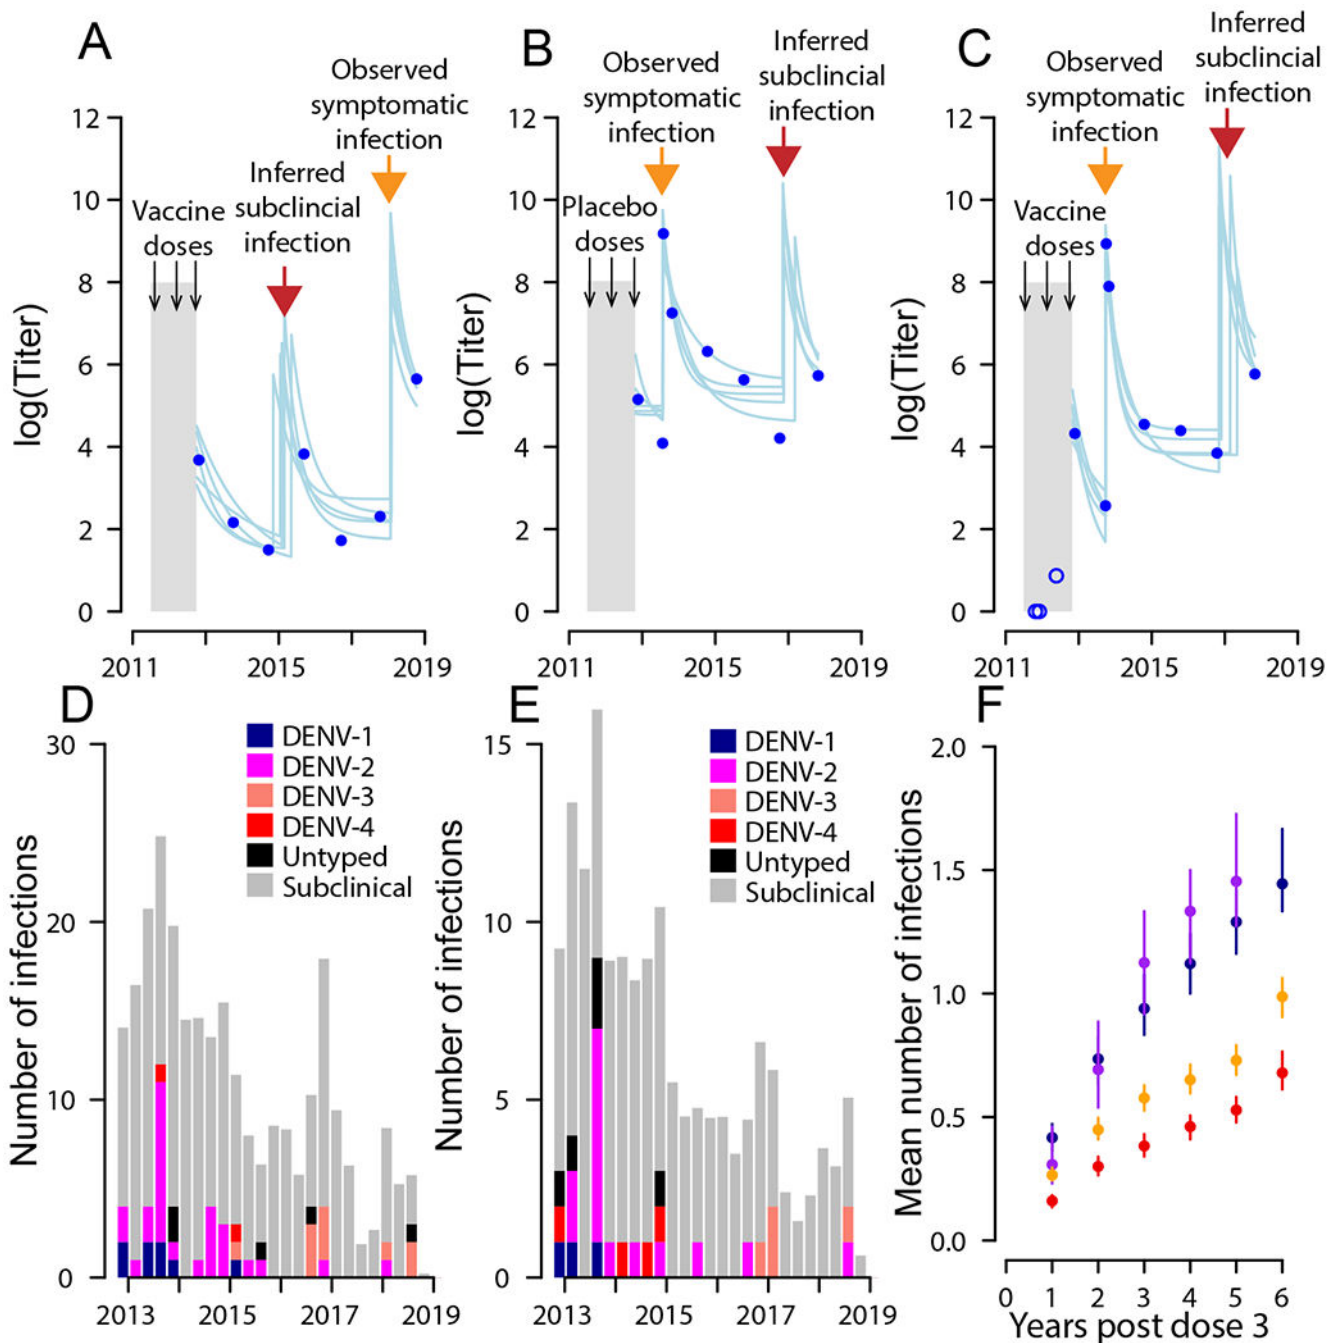 A
Observed
symptomatic
infection
Inferred
subclincial
infection
Vaccine
doses
log(Titer)
12
10
8
6
4
2
0
2011
2015
2019
B
Observed
symptomatic
infection
Inferred
subclincial
infection
Placebo
doses
log(Titer)
12
10
8
6
4
2
0
2011
2015
2019
C
Observed
symptomatic
infection
Inferred
subclincial
infection
Vaccine
doses
log(Titer)
12
10
8
6
4
2
0
2011
2015
2019
D
DENV-1
DENV-2
DENV-3
DENV-4
Untyped
Subclinical
Number of infections
30
20
10
0
2013
2015
2017
2019
E
DENV-1
DENV-2
DENV-3
DENV-4
Untyped
Subclinical
Number of infections
15
10
5
0
2013
2015
2017
2019
F
Mean number of infections
2.0
1.5
1.0
0.5
0.0
0 1 2 3 4 5 6
Years post dose 3